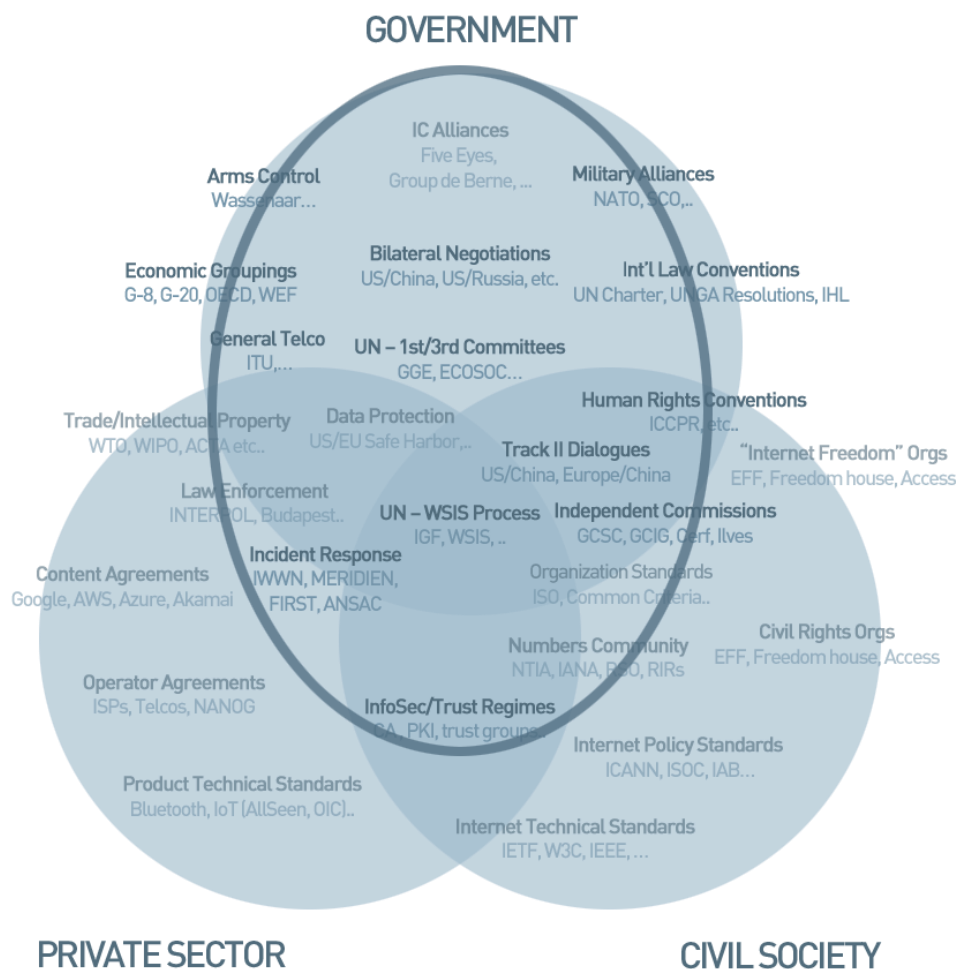 GOVERNMENT
IC Alliances
Five Eyes,
Group de Berne, ...
Arms Control
Wassenaar...
Military Alliances
NATO, SCO,..
Bilateral Negotiations
US/China, US/Russia, etc.
Economic Groupings
G-8, G-20, OECD, WEF
Int'l Law Conventions
UN Charter, UNGA Resolutions, IHL
General Telco
ITU,...
UN – 1st/3rd Committees
GGE, ECOSOC...
Human Rights Conventions
ICCPR, etc..
Trade/Intellectual Property
WTO, WIPO, ACTA etc..
Data Protection
US/EU Safe Harbor,..
Track II Dialogues
US/China, Europe/China
“Internet Freedom” Orgs
EFF, Freedom house, Access
Law Enforcement
INTERPOL, Budapest..
UN – WSIS Process
IGF, WSIS, ..
Independent Commissions
GCSC, GCIG, Cerf, Ilves
Incident Response
IWWN, MERIDIEN,
FIRST, ANSAC
Content Agreements
Google, AWS, Azure, Akamai
Organization Standards
ISO, Common Criteria..
Numbers Community
NTIA, IANA, RSO, RIRs
Civil Rights Orgs
EFF, Freedom house, Access
Operator Agreements
ISPs, Telcos, NANOG
InfoSec/Trust Regimes
CA, PKI, trust groups..
Internet Policy Standards
ICANN, ISOC, IAB...
Product Technical Standards
Bluetooth, IoT (AllSeen, OIC)..
Internet Technical Standards
IETF, W3C, IEEE, ...
PRIVATE SECTOR
CIVIL SOCIETY